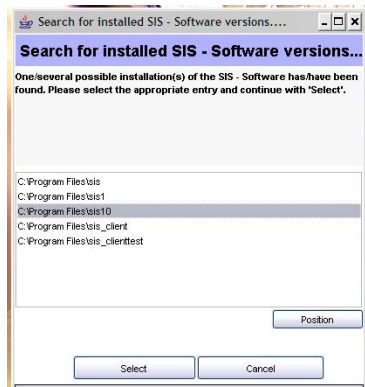 Search for installed SIS - Software versions....
Search for installed SIS - Software versions...
One/several possible installation(s) of the SIS - Software has/have been
found. Please select the appropriate entry and continue with 'Select'.
C:\Program Files\sis
C:\Program Files\sis1
C:\Program Files\sis10
C:\Program Files\sis_client
C:\Program Files\sis_clienttest
Position
Select
Cancel